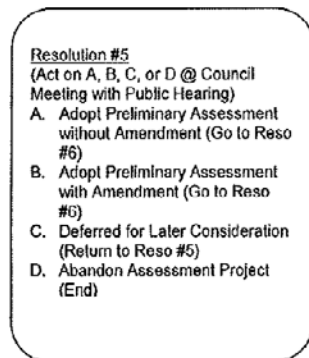 Resolution #5
(Act on A, B, C, or D @ Council
Meeting with Public Hearing)
A. Adopt Preliminary Assessment
without Amendment (Go to Reso
#6)
B. Adopt Preliminary Assessment
with Amendment (Go to Reso
#6)
C. Deferred for Later Consideration
(Return to Reso #5)
D. Abandon Assessment Project
(End)